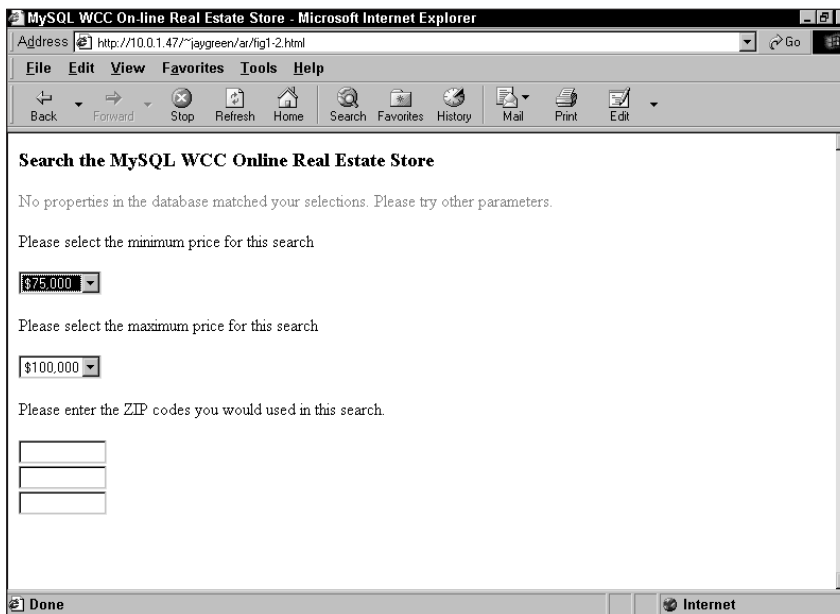 MySQL WCC On-line Real Estate Store - Microsoft Internet Explorer
Address http://10.0.1.47/~jaygreen/ar/fig1-2.html Go
File Edit View Favorites Tools Help
Back Forward Stop Refresh Home Search Favorites History Mail Print Edit
Search the MySQL WCC Online Real Estate Store
No properties in the database matched your selections. Please try other parameters.
Please select the minimum price for this search
$75,000
Please select the maximum price for this search
$100,000
Please enter the ZIP codes you would used in this search.
Done Internet